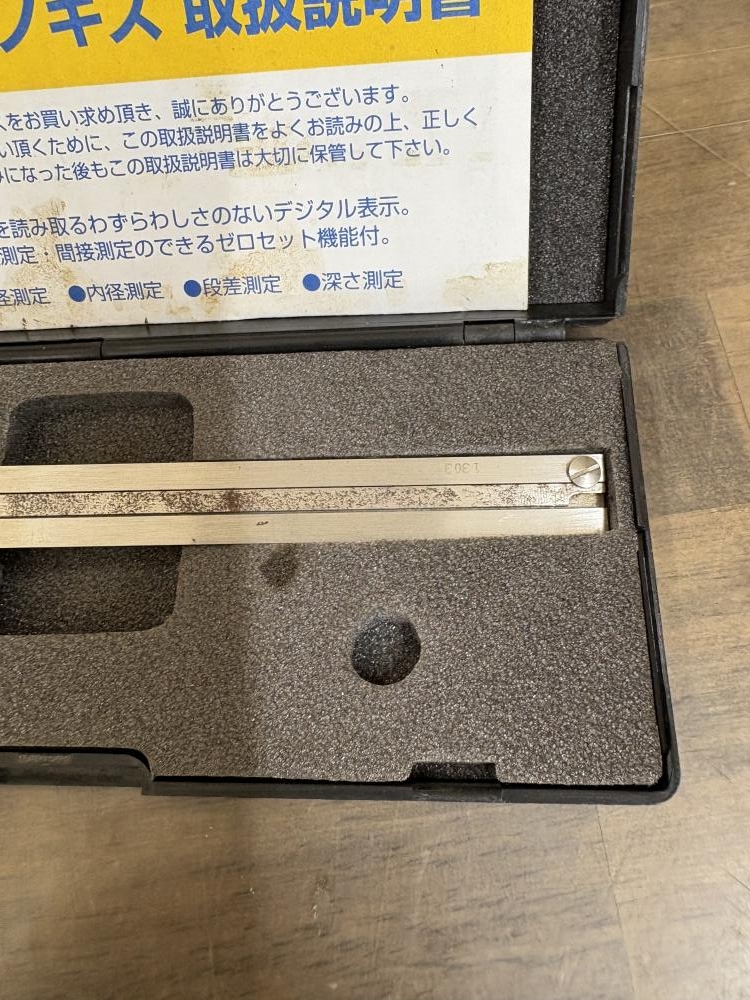 ノギス 取扱説明書
をお買い求め頂き、誠にありがとうございます。
い頂くために、この取扱説明書をよくお読みの上、正しく
みになった後もこの取扱説明書は大切に保管して下さい。
を読み取るわずらわしさのないデジタル表示。
測定・間接測定のできるゼロセット機能付。
径測定 ●内径測定 ●段差測定 ●深さ測定
1303